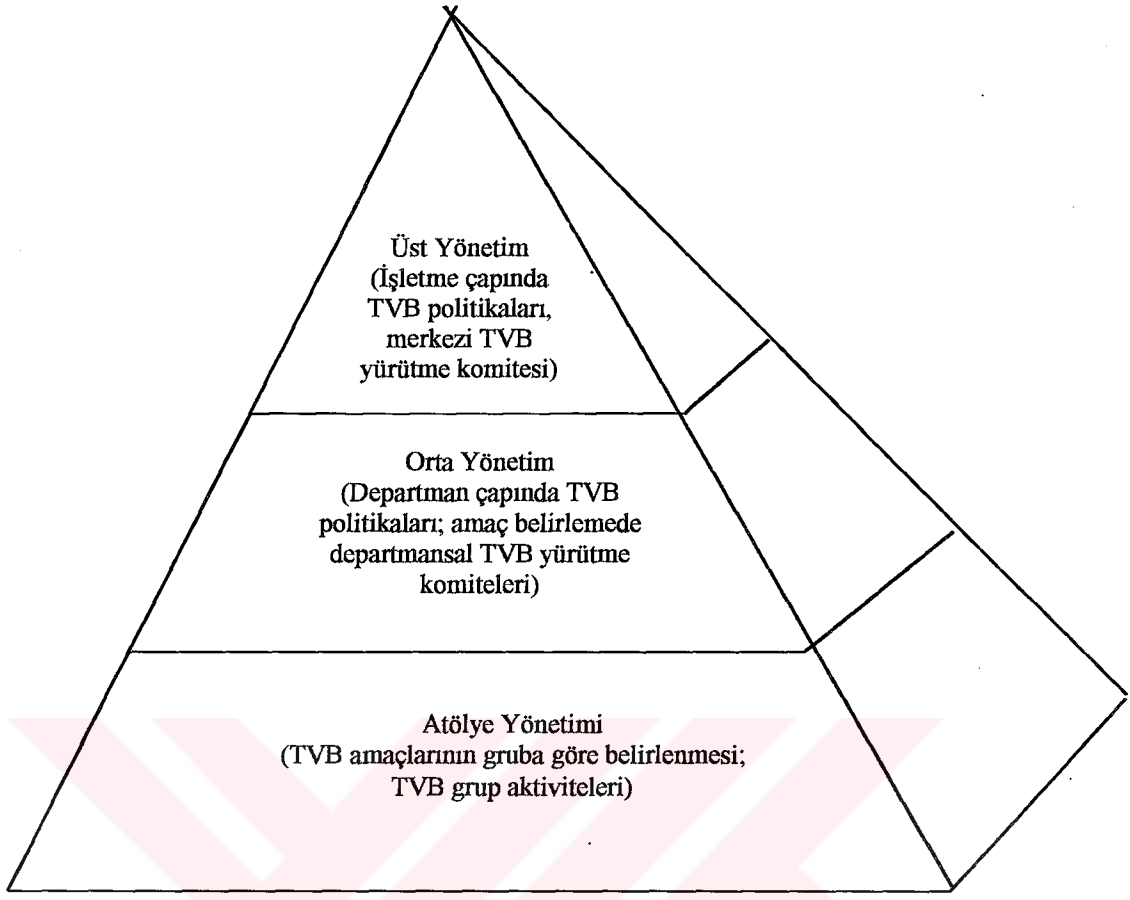 Üst Yönetim
(İşletme çapında
TVB politikaları,
merkezi TVB
yürütme komitesi)
Orta Yönetim
(Departman çapında TVB
politikaları; amaç belirlemede
departmansal TVB yürütme
komiteleri)
Atölye Yönetimi
(TVB amaçlarının gruba göre belirlenmesi;
TVB grup aktiviteleri)